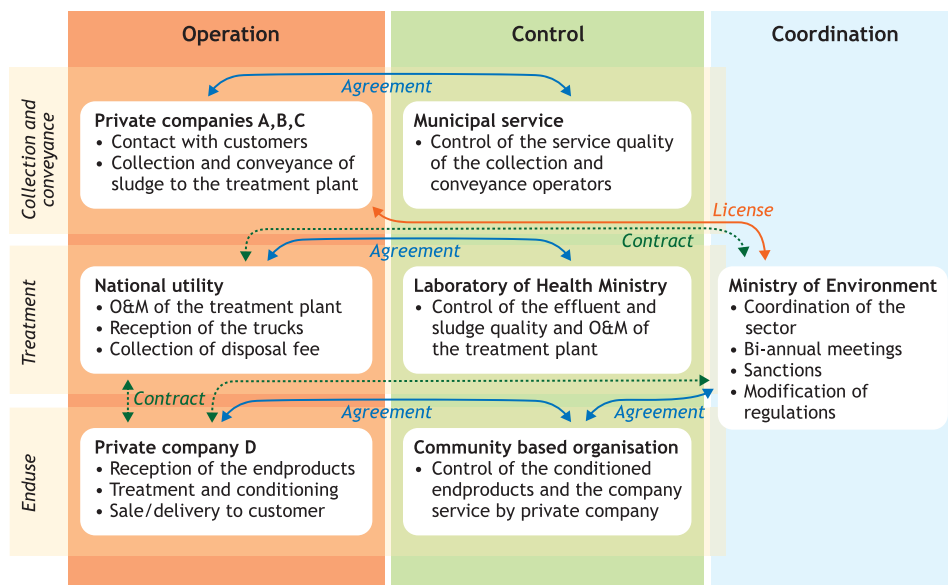 Operation
Control
Coordination
Collection and
conveyance
Agreement
Private companies A,B,C
• Contact with customers
• Collection and conveyance of
sludge to the treatment plant
Municipal service
• Control of the service quality
of the collection and
conveyance operators
License
Contract
Treatment
Agreement
National utility
• O&M of the treatment plant
• Reception of the trucks
• Collection of disposal fee
Laboratory of Health Ministry
• Control of the effluent and
sludge quality and O&M of
the treatment plant
Ministry of Environment
• Coordination of the
sector
• Bi-annual meetings
• Sanctions
• Modification of
regulations
Contract
Enduse
Agreement
Agreement
Private company D
• Reception of the endproducts
• Treatment and conditioning
• Sale/delivery to customer
Community based organisation
• Control of the conditioned
endproducts and the company
service by private company